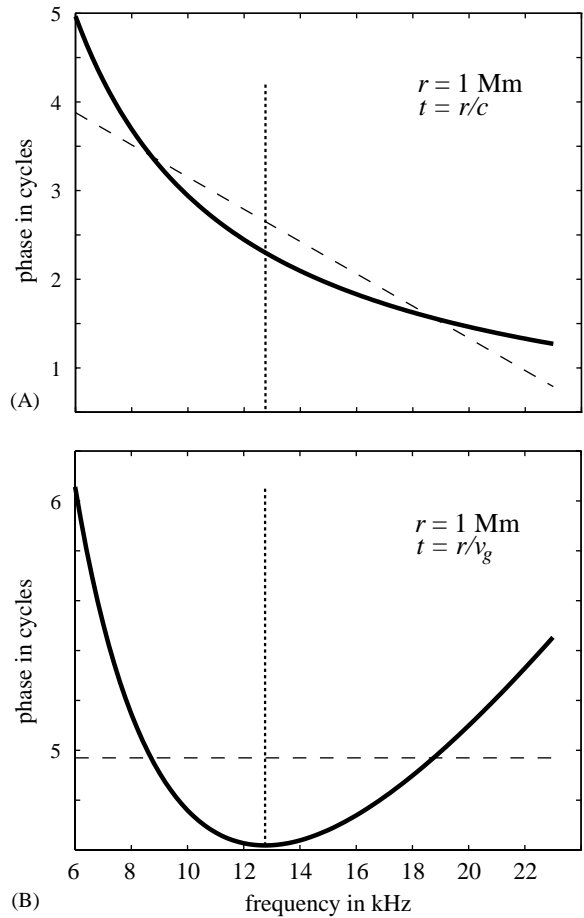 5
4
3
2
1
phase in cycles
r = 1 Mm
t = r/c
(A)
6
5
phase in cycles
r = 1 Mm
t = r/vg
6 8 10 12 14 16 18 20 22
(B)
frequency in kHz